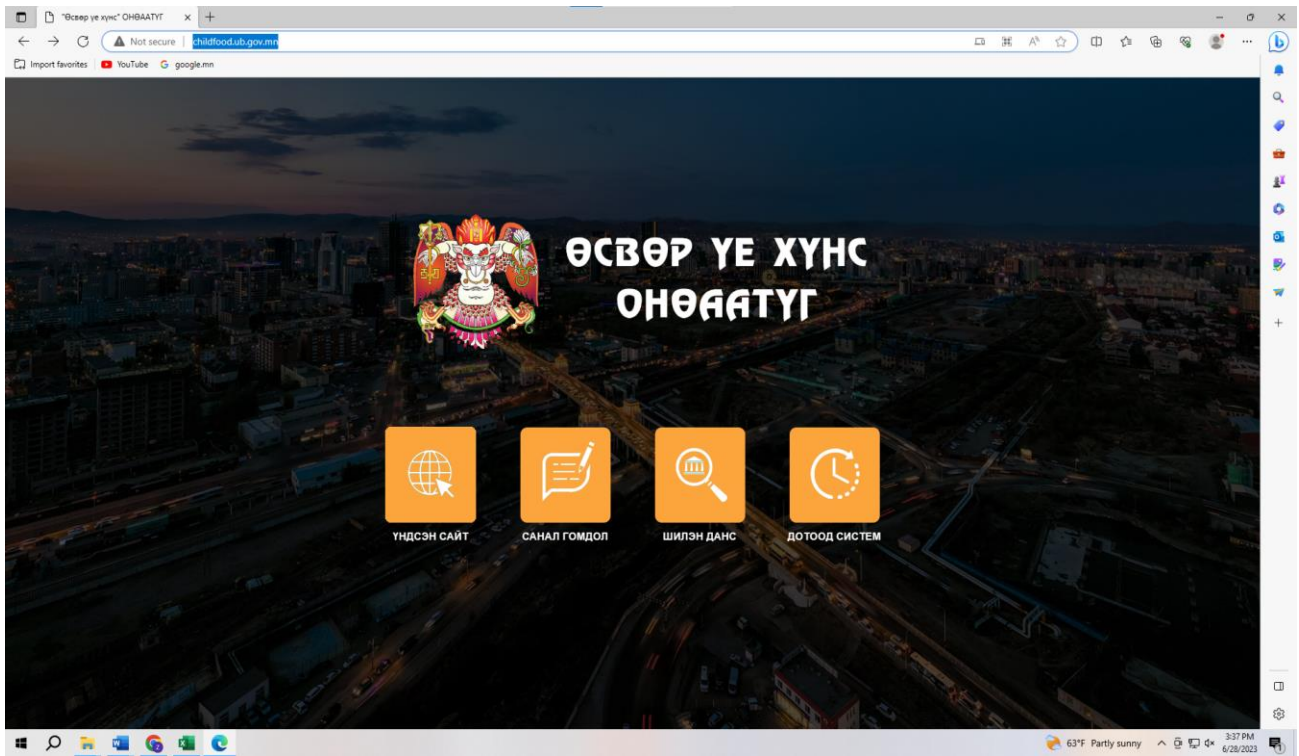 "Өсвөр үе хүнс" ОНӨААТҮГ
Not secure
childfood.ub.gov.mn
Import favorites
YouTube
google.mn
ӨСВӨР ҮЕ ХҮНС
ОНӨААТҮГ
ҮНДСЭН САЙТ
САНАЛ ГОМДОЛ
ШИЛЭН ДАНС
ДОТООД СИСТЕМ
63°F Partly sunny
3:37 PM
6/28/2023